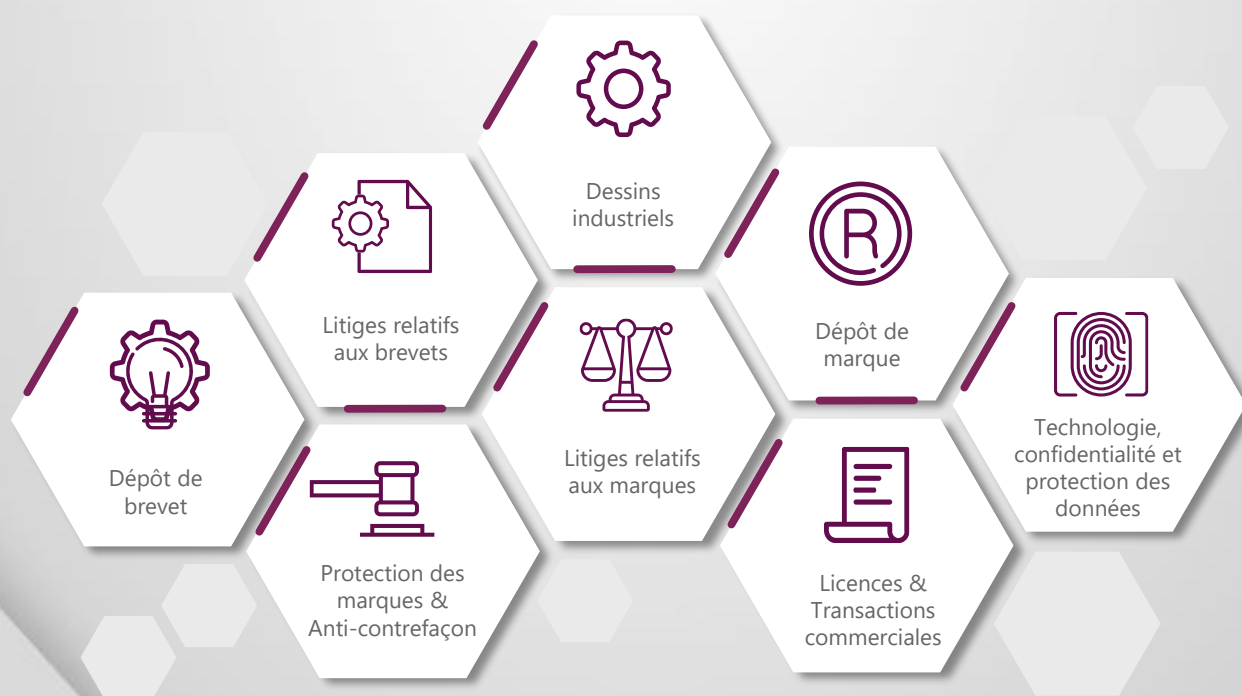 Dessins
industriels
Litiges relatifs
aux brevets
Dépôt de
marque
Dépôt de
brevet
Litiges relatifs
aux marques
Technologie,
confidentialité et
protection des
données
Protection des
marques &
Anti-contrefaçon
Licences &
Transactions
commerciales
R